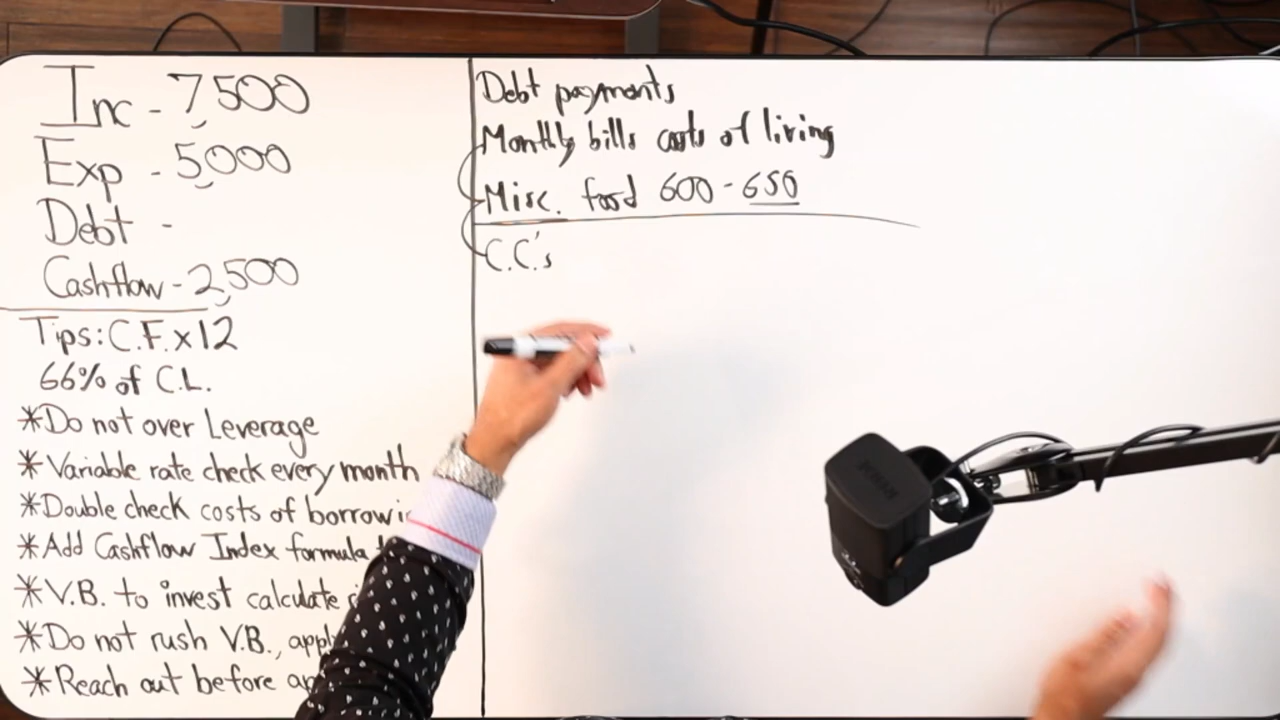 Inc - 7,500
Exp - 5,000
Debt -
Cashflow - 2,500
Tips: C.F. x 12
66% of C.L.
*Do not over Leverage
*Variable rate check every month
*Double check costs of
*Add Cashflow Index formula
*V.B. to invest calculate
*Do not rush V.B.,
*Reach out before
Debt payments
Monthly bills costs of living
Misc. food 600 - 650
C.C.'s